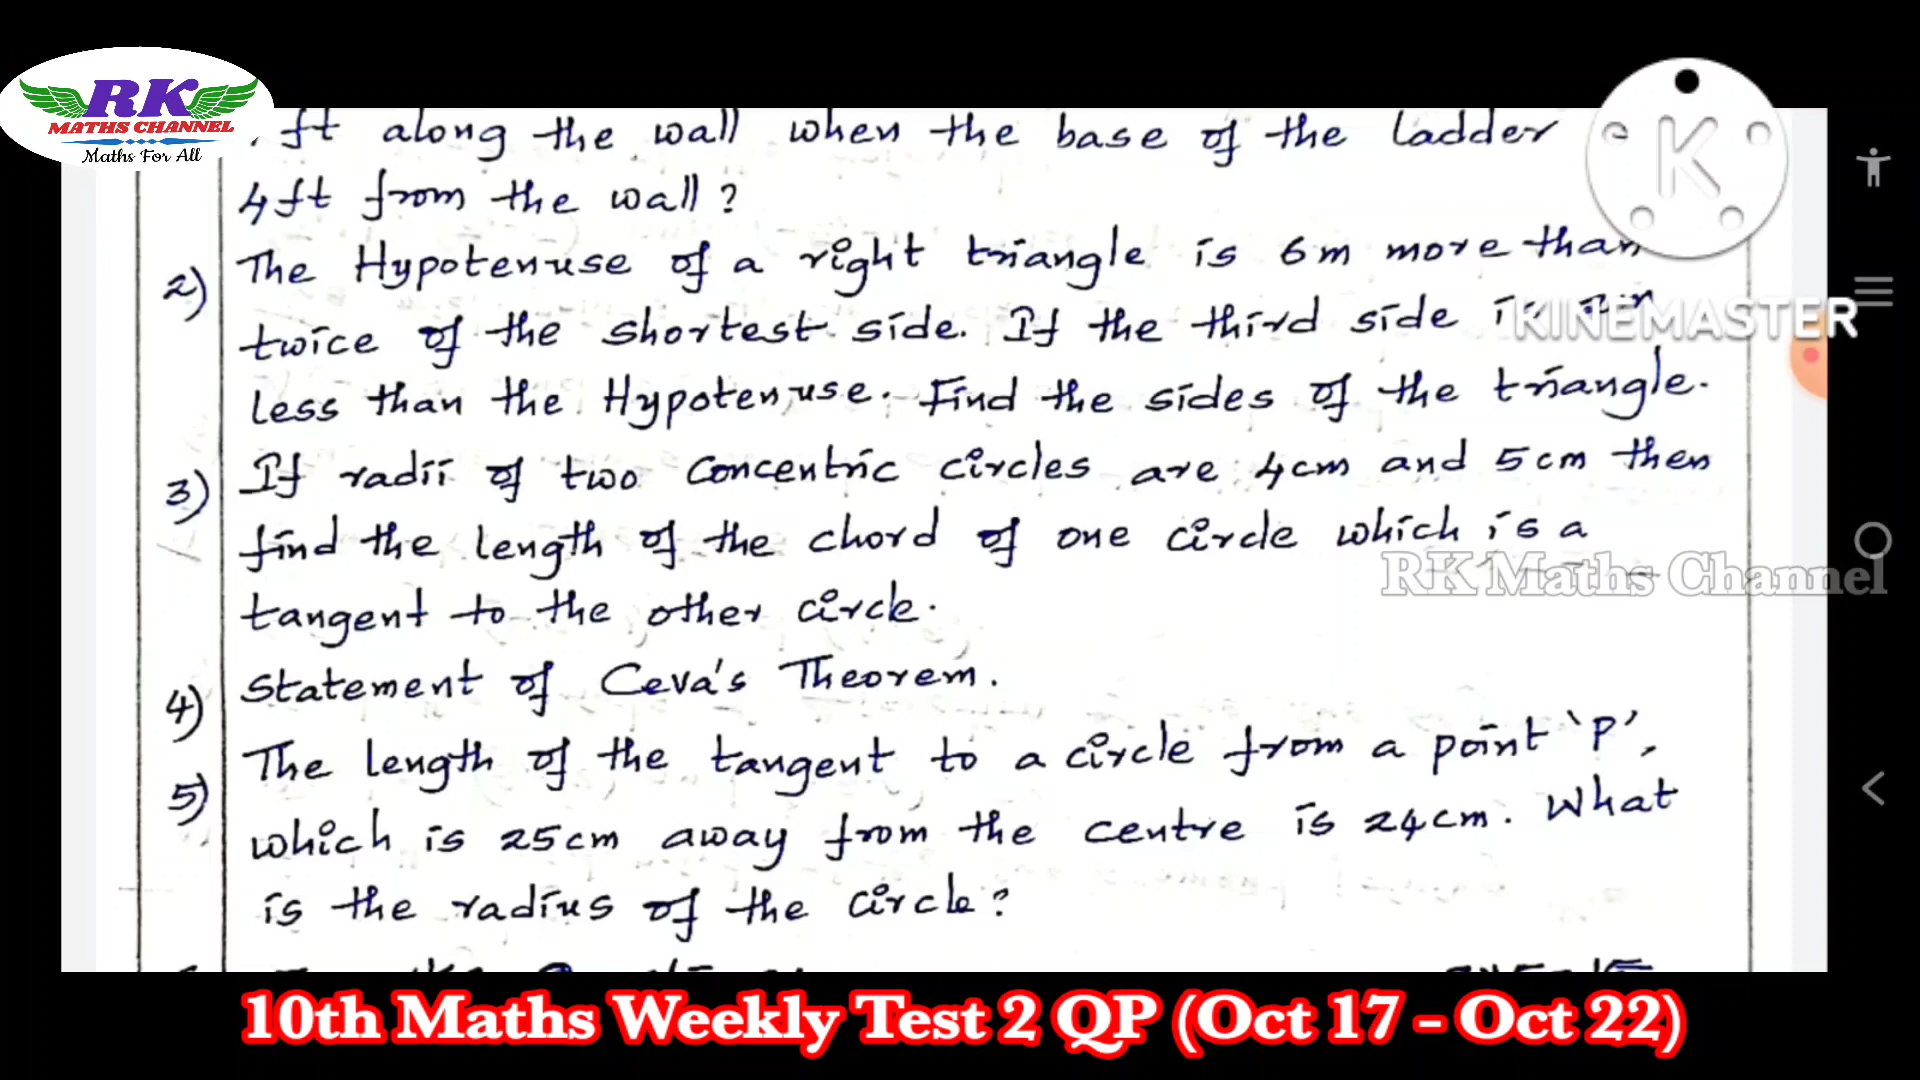 RK
MATHS CHANNEL
Maths For All
ft along the wall when the base of the ladder
4ft from the wall?
2) The Hypotenuse of a right triangle is 6m more than
twice of the shortest side. If the third side
KINEMASTER
less than the Hypotenuse. Find the sides of the triangle.
3) If radii of two concentric circles are 4cm and 5cm then
find the length of the chord of one circle which is a
RK Maths Channel
tangent to the other circle.
4) Statement of Ceva's Theorem.
5) The length of the tangent to a circle from a point 'P',
which is 25cm away from the centre is 24cm. What
is the radius of the circle?
10th Maths Weekly Test 2 QP (Oct 17 - Oct 22)